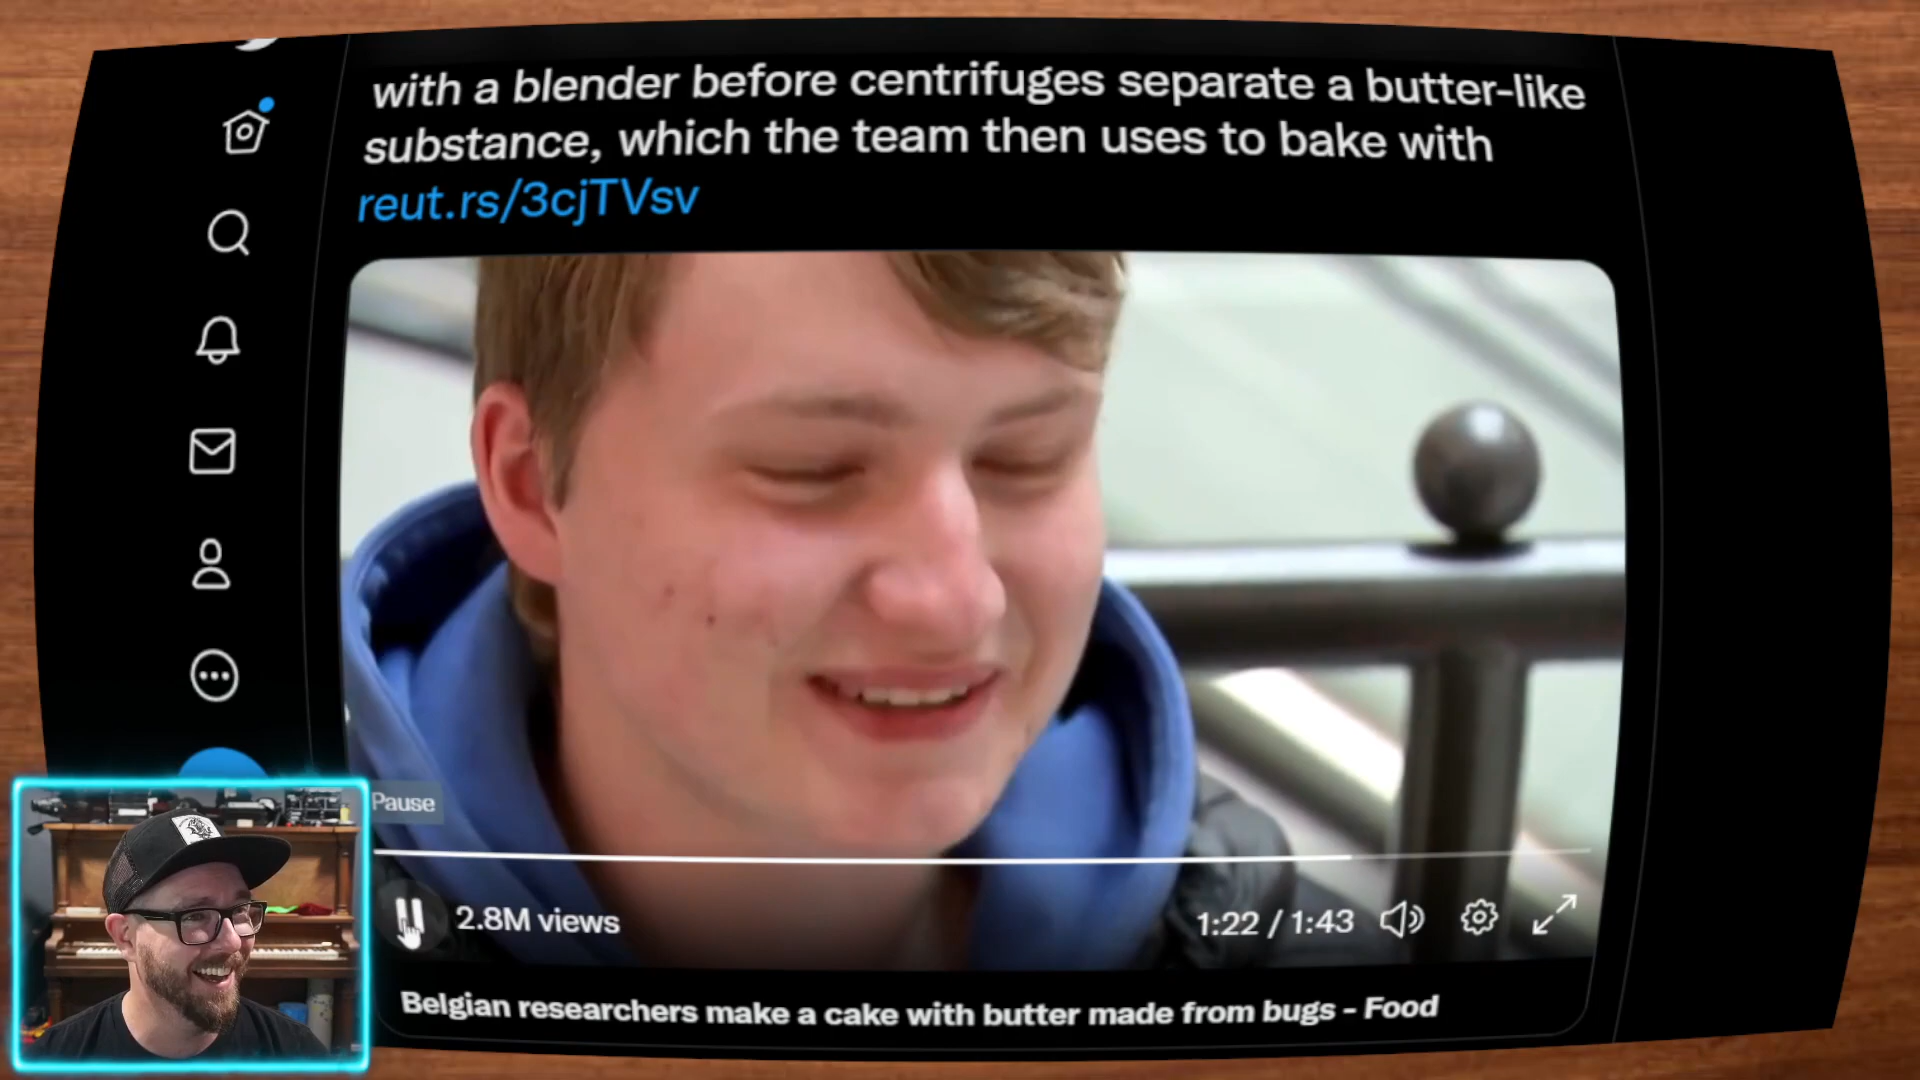 with a blender before centrifuges separate a butter-like
substance, which the team then uses to bake with
reut.rs/3cjTVsv
Pause
2.8M views
1:22 / 1:43
Belgian researchers make a cake with butter made from bugs - Food